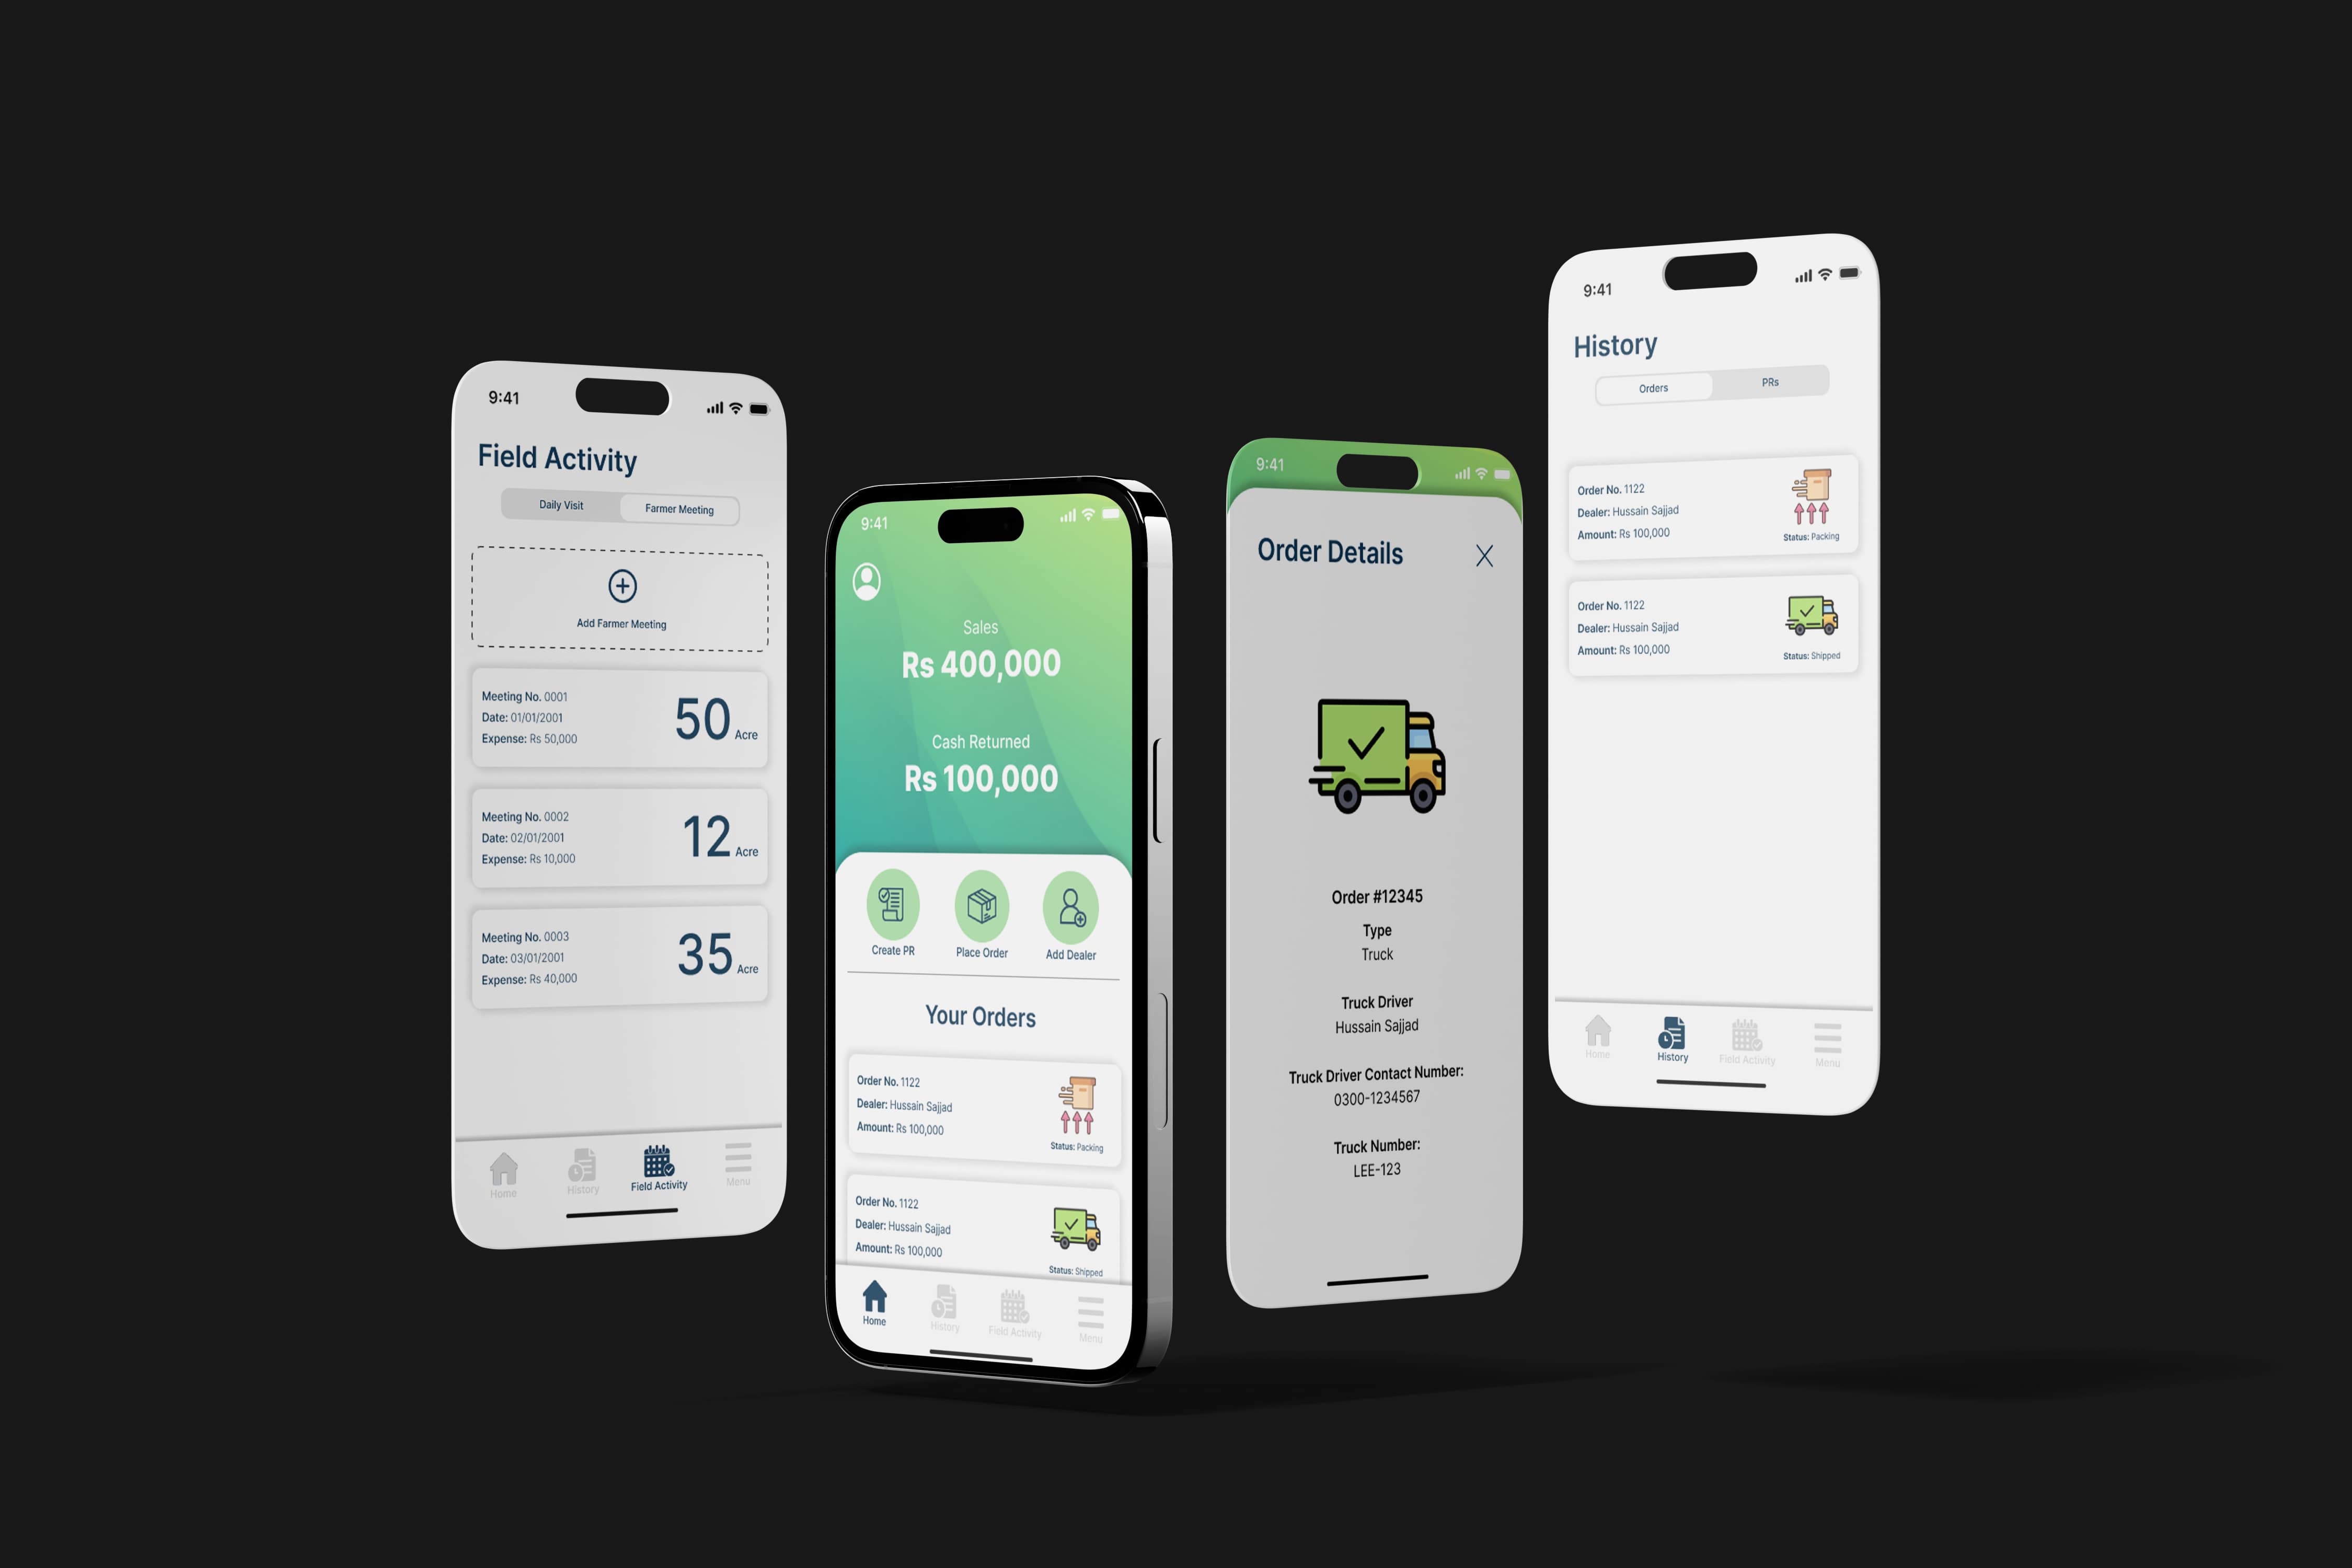 9:41
Field Activity
Daily Visit
Farmer Meeting
Add Farmer Meeting
Meeting No. 0001
Date: 01/01/2001
Expense: Rs 50,000
50 Acre
Meeting No. 0002
Date: 02/01/2001
Expense: Rs 10,000
12 Acre
Meeting No. 0003
Date: 03/01/2001
Expense: Rs 40,000
35 Acre
Home
History
Field Activity
Menu
9:41
Sales
Rs 400,000
Cash Returned
Rs 100,000
Create PR
Place Order
Add Dealer
Your Orders
Order No. 1122
Dealer: Hussain Sajjad
Amount: Rs 100,000
Status: Packing
Order No. 1122
Dealer: Hussain Sajjad
Amount: Rs 100,000
Status: Shipped
Home
History
Field Activity
Menu
9:41
Order Details
Order #12345
Type
Truck
Truck Driver
Hussain Sajjad
Truck Driver Contact Number:
0300-1234567
Truck Number:
LEE-123
9:41
History
Orders
PRs
Order No. 1122
Dealer: Hussain Sajjad
Amount: Rs 100,000
Status: Packing
Order No. 1122
Dealer: Hussain Sajjad
Amount: Rs 100,000
Status: Shipped
Home
History
Field Activity
Menu